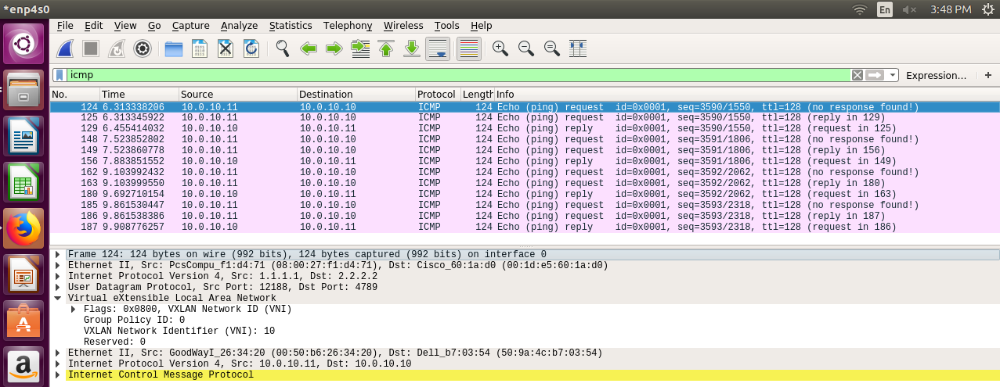 *enp4s0 En 3:48 PM
File Edit View Go Capture Analyze Statistics Telephony Wireless Tools Help
icmp Expression… +
No. Time Source Destination Protocol Length Info
124 6.313338206 10.0.10.11 10.0.10.10 ICMP 124 Echo (ping) request id=0x0001, seq=3590/1550, ttl=128 (no response found!)
125 6.313345922 10.0.10.11 10.0.10.10 ICMP 124 Echo (ping) request id=0x0001, seq=3590/1550, ttl=128 (reply in 129)
129 6.455414032 10.0.10.10 10.0.10.11 ICMP 124 Echo (ping) reply id=0x0001, seq=3590/1550, ttl=128 (request in 125)
148 7.523852802 10.0.10.11 10.0.10.10 ICMP 124 Echo (ping) request id=0x0001, seq=3591/1806, ttl=128 (no response found!)
149 7.523860778 10.0.10.11 10.0.10.10 ICMP 124 Echo (ping) request id=0x0001, seq=3591/1806, ttl=128 (reply in 156)
156 7.883851552 10.0.10.10 10.0.10.11 ICMP 124 Echo (ping) reply id=0x0001, seq=3591/1806, ttl=128 (request in 149)
162 9.103992432 10.0.10.11 10.0.10.10 ICMP 124 Echo (ping) request id=0x0001, seq=3592/2062, ttl=128 (no response found!)
163 9.103999550 10.0.10.11 10.0.10.10 ICMP 124 Echo (ping) request id=0x0001, seq=3592/2062, ttl=128 (reply in 180)
180 9.692710154 10.0.10.10 10.0.10.11 ICMP 124 Echo (ping) reply id=0x0001, seq=3592/2062, ttl=128 (request in 163)
185 9.861530447 10.0.10.11 10.0.10.10 ICMP 124 Echo (ping) request id=0x0001, seq=3593/2318, ttl=128 (no response found!)
186 9.861538386 10.0.10.11 10.0.10.10 ICMP 124 Echo (ping) request id=0x0001, seq=3593/2318, ttl=128 (reply in 187)
187 9.908776257 10.0.10.10 10.0.10.11 ICMP 124 Echo (ping) reply id=0x0001, seq=3593/2318, ttl=128 (request in 186)
Frame 124: 124 bytes on wire (992 bits), 124 bytes captured (992 bits) on interface 0
Ethernet II, Src: PcsCompu_f1:d4:71 (08:00:27:f1:d4:71), Dst: Cisco_60:1a:d0 (00:1d:e5:60:1a:d0)
Internet Protocol Version 4, Src: 1.1.1.1, Dst: 2.2.2.2
User Datagram Protocol, Src Port: 12188, Dst Port: 4789
Virtual eXtensible Local Area Network
Flags: 0x0800, VXLAN Network ID (VNI)
Group Policy ID: 0
VXLAN Network Identifier (VNI): 10
Reserved: 0
Ethernet II, Src: GoodWayI_26:34:20 (00:50:b6:26:34:20), Dst: Dell_b7:03:54 (50:9a:4c:b7:03:54)
Internet Protocol Version 4, Src: 10.0.10.11, Dst: 10.0.10.10
Internet Control Message Protocol